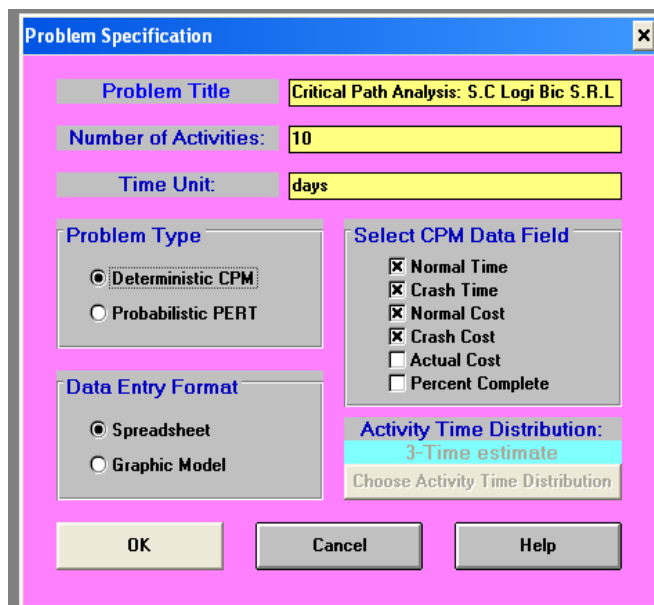 Problem Specification
Problem Title
Critical Path Analysis: S.C Logi Bic S.R.L
Number of Activities:
10
Time Unit:
days
Problem Type
Deterministic CPM
Probabilistic PERT
Select CPM Data Field
Normal Time
Crash Time
Normal Cost
Crash Cost
Actual Cost
Percent Complete
Data Entry Format
Spreadsheet
Graphic Model
Activity Time Distribution:
3-Time estimate
Choose Activity Time Distribution
OK
Cancel
Help